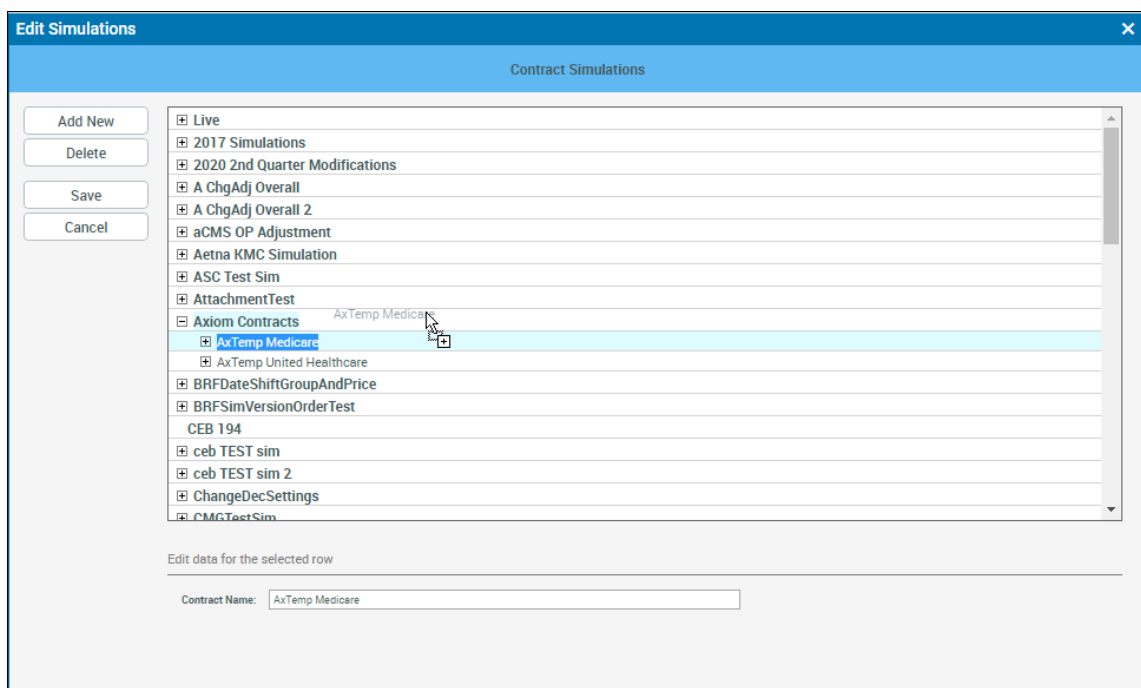 Edit Simulations
Contract Simulations
Add New
Delete
Save
Cancel
Live
2017 Simulations
2020 2nd Quarter Modifications
A ChgAdj Overall
A ChgAdj Overall 2
aCMS OP Adjustment
Aetna KMC Simulation
ASC Test Sim
AttachmentTest
Axiom Contracts
AxTemp Medicare
AxTemp Medicare
AxTemp United Healthcare
BRFDateShiftGroupAndPrice
BRFSimVersionOrderTest
CEB 194
ceb TEST sim
ceb TEST sim 2
ChangeDecSettings
CMGTestSim
Edit data for the selected row
Contract Name: AxTemp Medicare